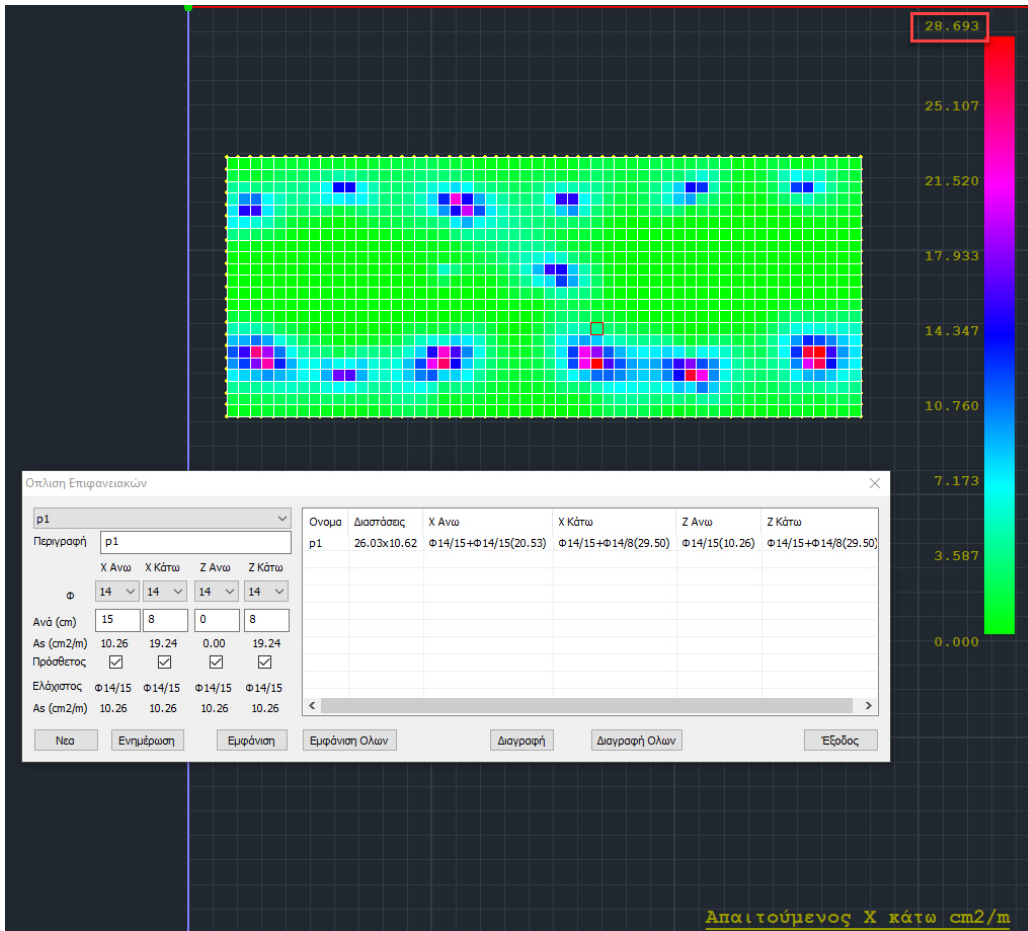 28.693
25.107
21.520
17.933
14.347
10.760
7.173
3.587
0.000
Οπλιση Επιφανειακών
p1
Περιγραφή p1
Χ Ανω Χ Κάτω Ζ Ανω Ζ Κάτω
Φ 14 14 14 14
Ανά (cm) 15 8 0 8
As (cm2/m) 10.26 19.24 0.00 19.24
Πρόσθετος
Ελάχιστος Φ14/15 Φ14/15 Φ14/15 Φ14/15
As (cm2/m) 10.26 10.26 10.26 10.26
Ονομα Διαστάσεις Χ Ανω Χ Κάτω Ζ Ανω Ζ Κάτω
p1 26.03x10.62 Φ14/15+Φ14/15(20.53) Φ14/15+Φ14/8(29.50) Φ14/15(10.26) Φ14/15+Φ14/8(29.50)
Νεα Ενημέρωση Εμφάνιση Εμφάνιση Ολων Διαγραφή Διαγραφή Ολων Έξοδος
Απαιτούμενος Χ κάτω cm2/m